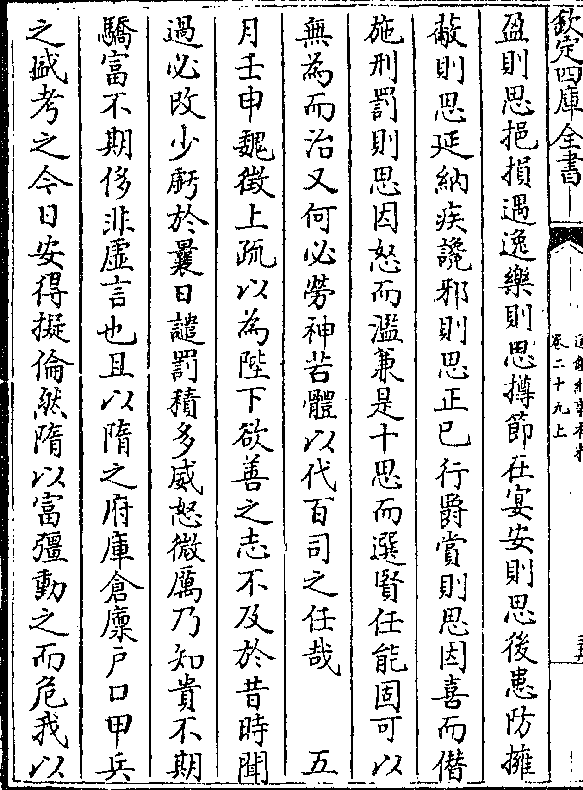 欽定四庫全書
卷二十九上
盈則思挹損遇逸樂則思撙節在宴安則思後患防擁
蔽則思延納疾讒邪則思正己行爵賞則思因喜而僭
施刑罰則思因怒而濫兼是十思而選賢任能固可以
無為而治又何必勞神苦體以代百司之任哉　五
月壬申魏徵上疏以為陛下欲善之志不及於昔時聞
過必改少虧於曩日譴罰積多威怒微厲乃知貴不期
驕富不期侈非虛言也且以隋之府庫倉廩戶口甲兵
之盛考之今日安得擬倫然隋以富彊動之而危我以